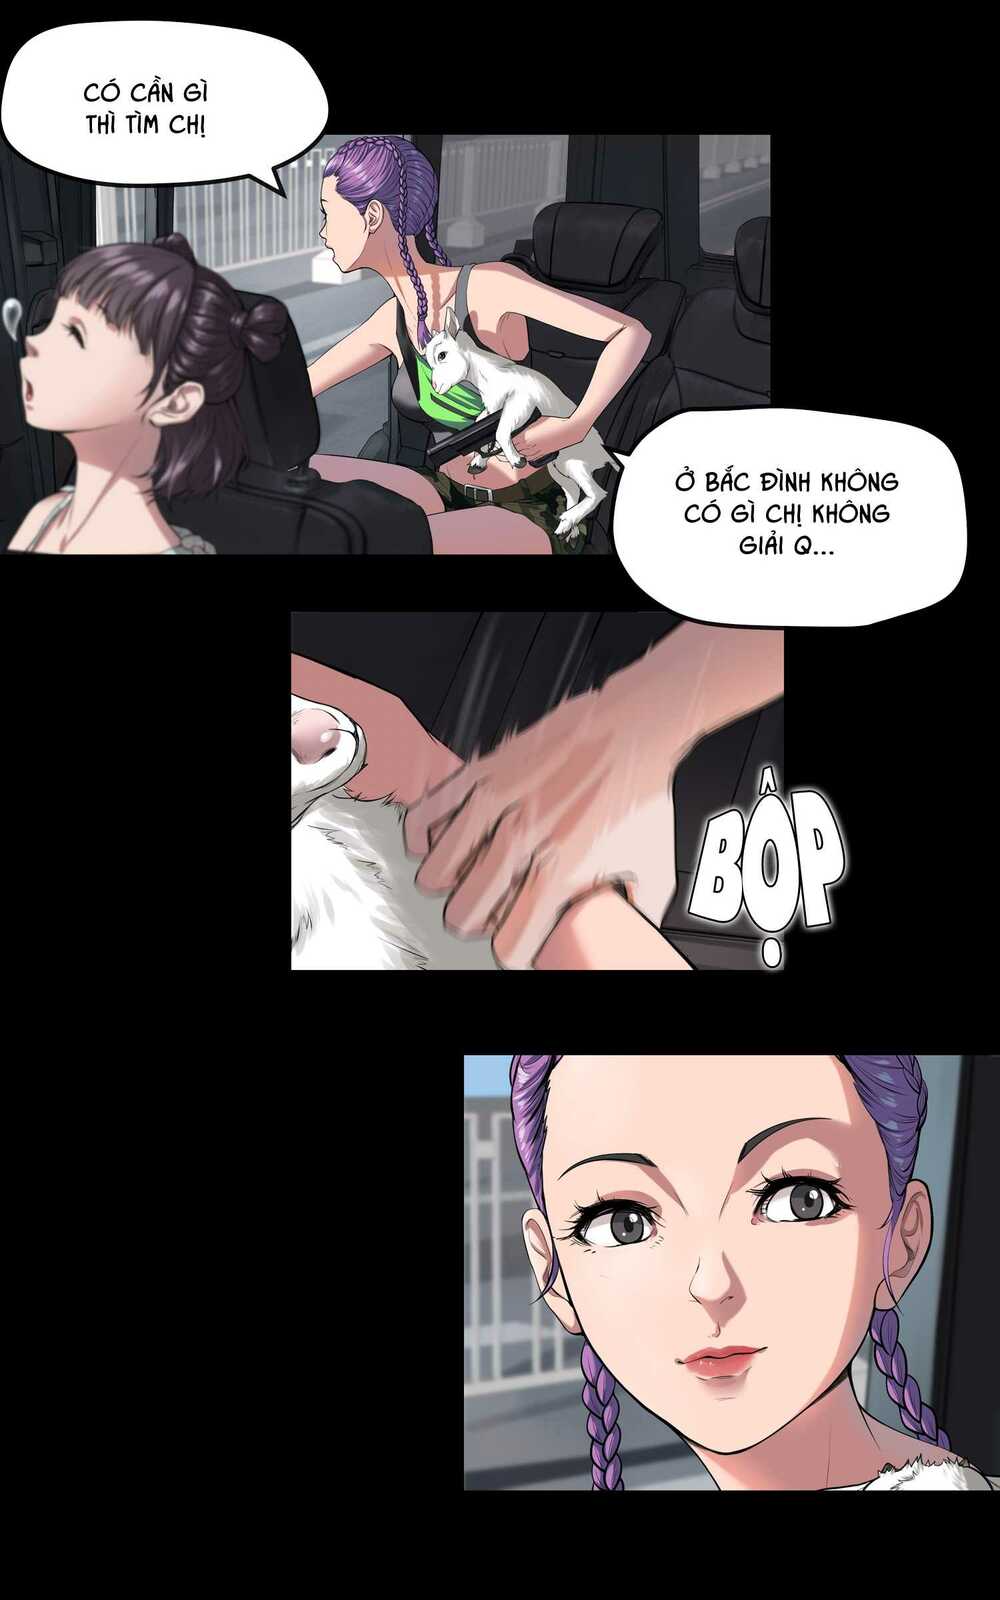 CÓ CẦN GÌ
THÌ TÌM CHỊ
Ở BẮC ĐÌNH KHÔNG
CÓ GÌ CHỊ KHÔNG
GIẢI Q...
BỘP